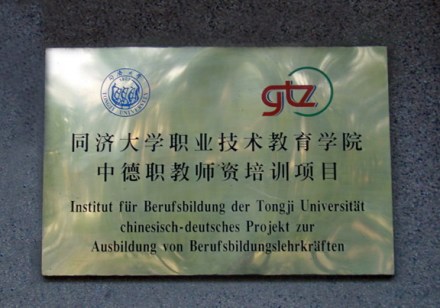 gtz
同济大学职业技术教育学院
中德职教师资培训项目
Institut für Berufsbildung der Tongji Universität
chinesisch-deutsches Projekt zur
Ausbildung von Berufsbildungslehrkräften